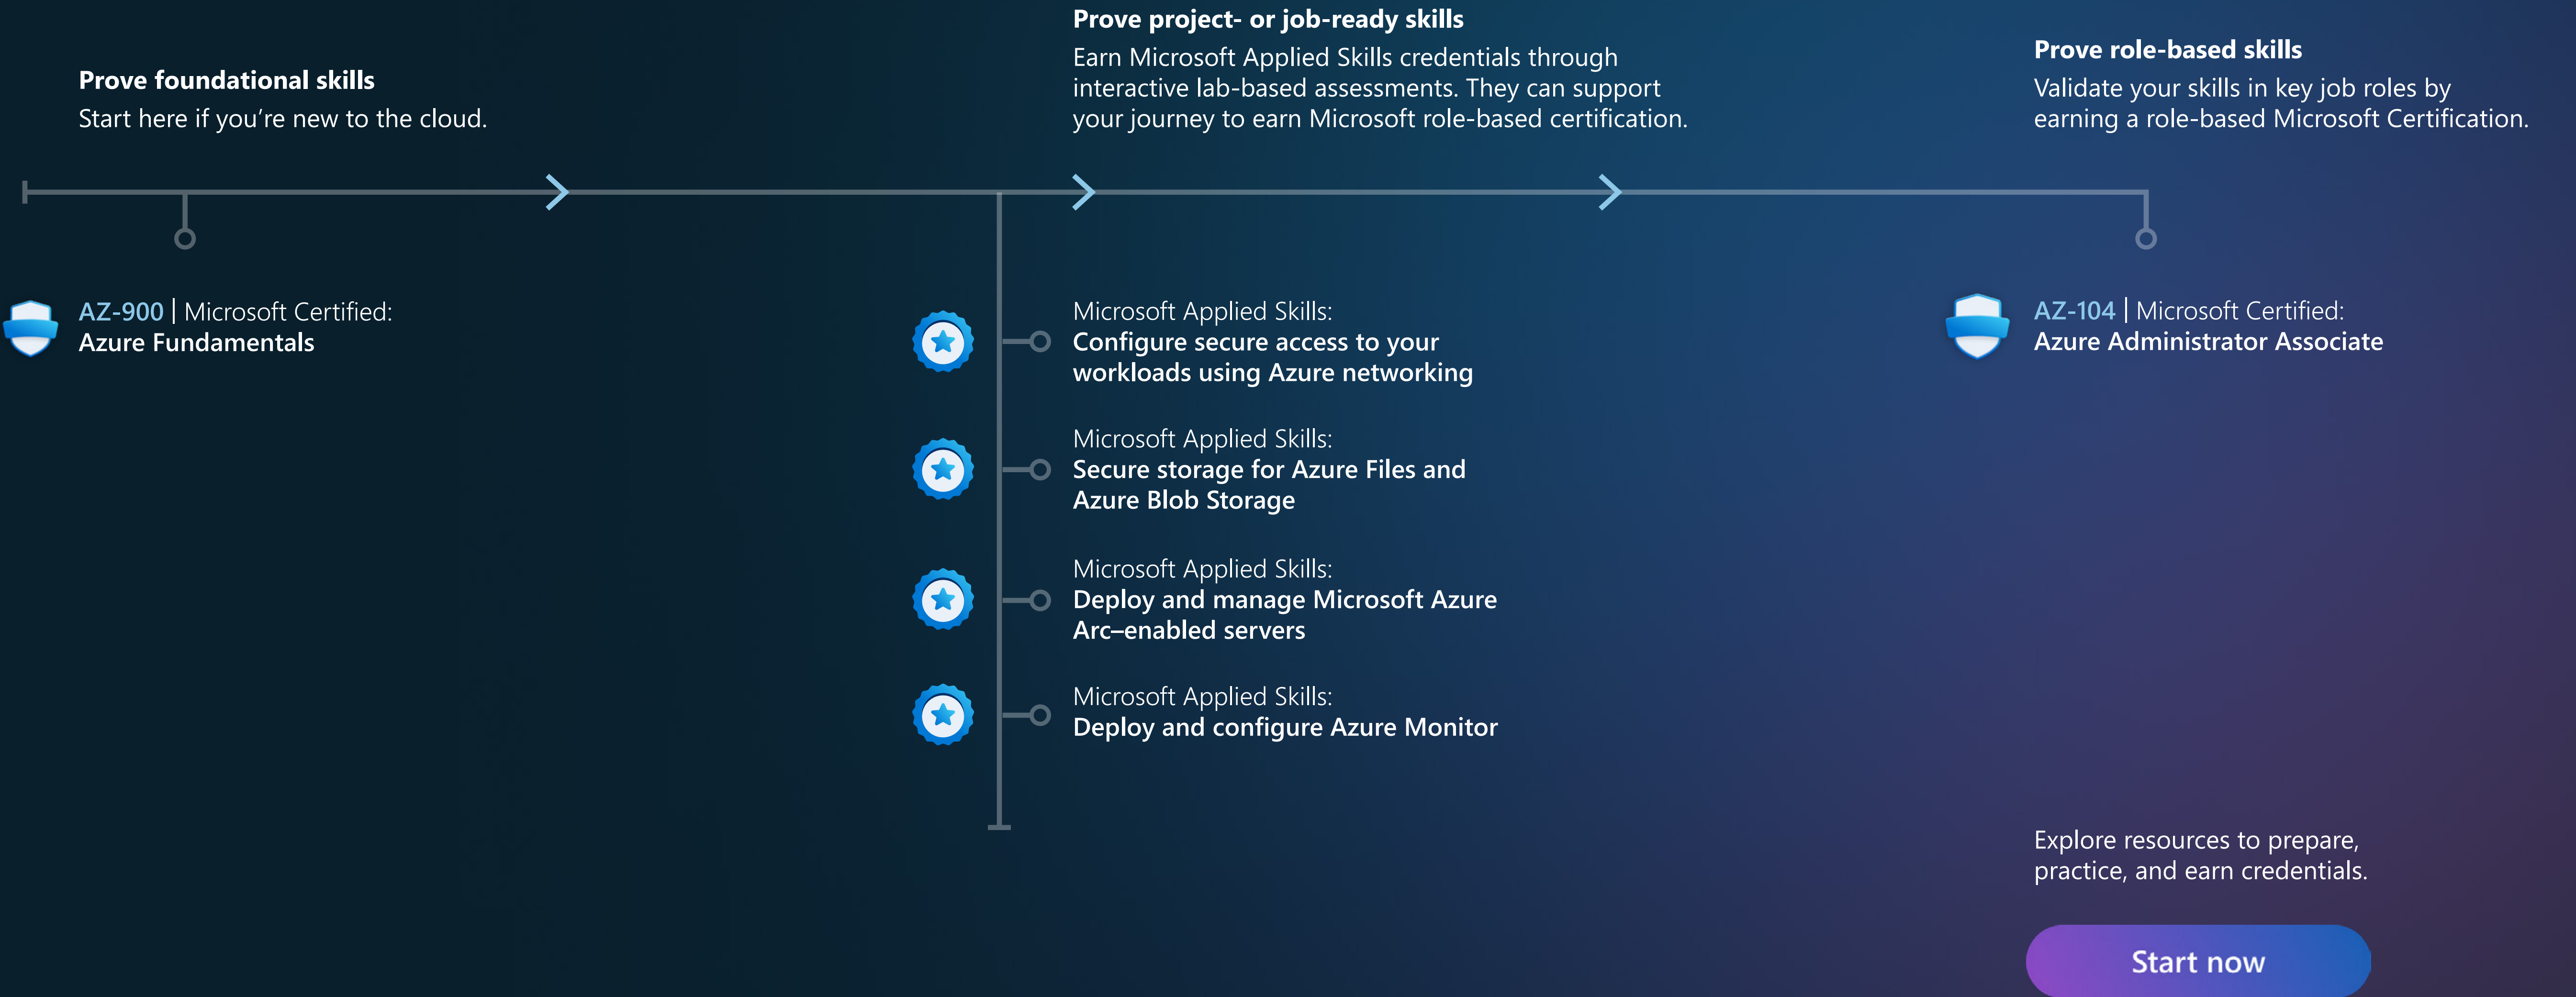 Prove foundational skills
Start here if you’re new to the cloud.
Prove project- or job-ready skills
Earn Microsoft Applied Skills credentials through
interactive lab-based assessments. They can support
your journey to earn Microsoft role-based certification.
Prove role-based skills
Validate your skills in key job roles by
earning a role-based Microsoft Certification.
AZ-900 | Microsoft Certified:
Azure Fundamentals
Microsoft Applied Skills:
Configure secure access to your
workloads using Azure networking
Microsoft Applied Skills:
Secure storage for Azure Files and
Azure Blob Storage
Microsoft Applied Skills:
Deploy and manage Microsoft Azure
Arc–enabled servers
Microsoft Applied Skills:
Deploy and configure Azure Monitor
AZ-104 | Microsoft Certified:
Azure Administrator Associate
Explore resources to prepare,
practice, and earn credentials.
Start now